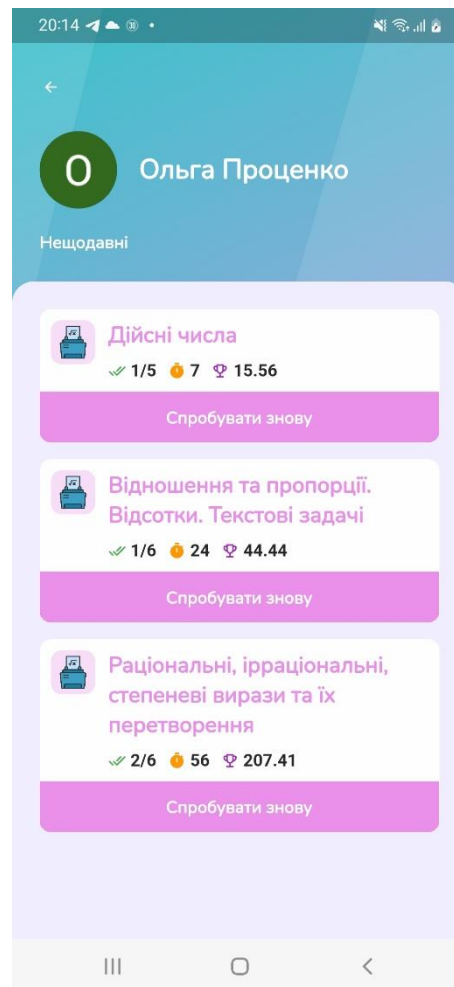 20:14
О Ольга Проценко
Нещодавні
Дійсні числа
1/5 7 15.56
Спробувати знову
Відношення та пропорції.
Відсотки. Текстові задачі
1/6 24 44.44
Спробувати знову
Раціональні, ірраціональні,
степеневі вирази та їх
перетворення
2/6 56 207.41
Спробувати знову